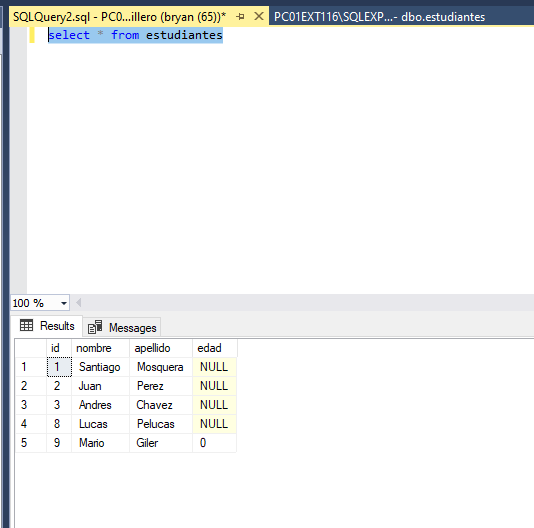 SQLQuery2.sql - PC0...illero (bryan (65))* PC01EXT116\SQLEXP...- dbo.estudiantes
select * from estudiantes
100 %
Results Messages
id nombre apellido edad
1 1 Santiago Mosquera NULL
2 2 Juan Perez NULL
3 3 Andres Chavez NULL
4 8 Lucas Pelucas NULL
5 9 Mario Giler 0